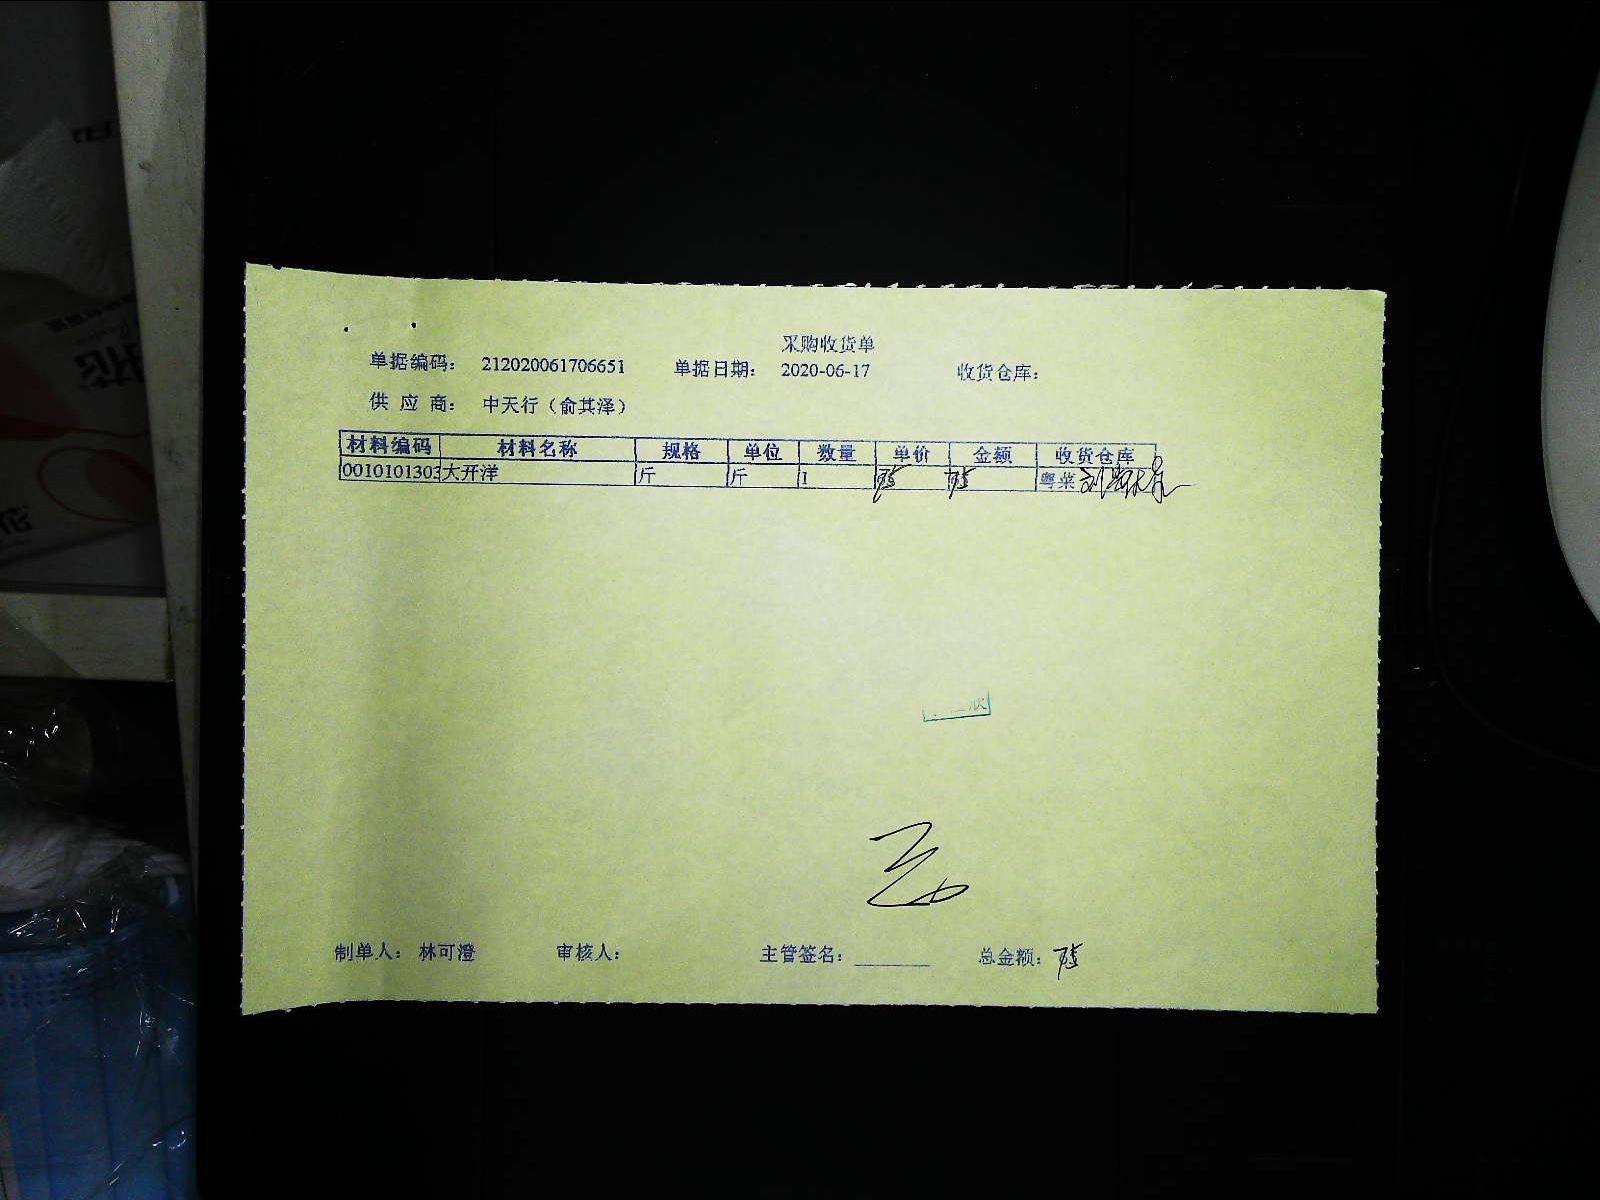 采购收货单
单据编码： 212020061706651 单据日期： 2020-06-17 收货仓库：
供 应 商： 中天行（俞其泽）
材料编码 材料名称 规格 单位 数量 单价 金额 收货仓库
0010101303 大开洋 斤 斤 1 75 75 粤菜
制单人： 林可澄 审核人： 主管签名： 总金额： 75